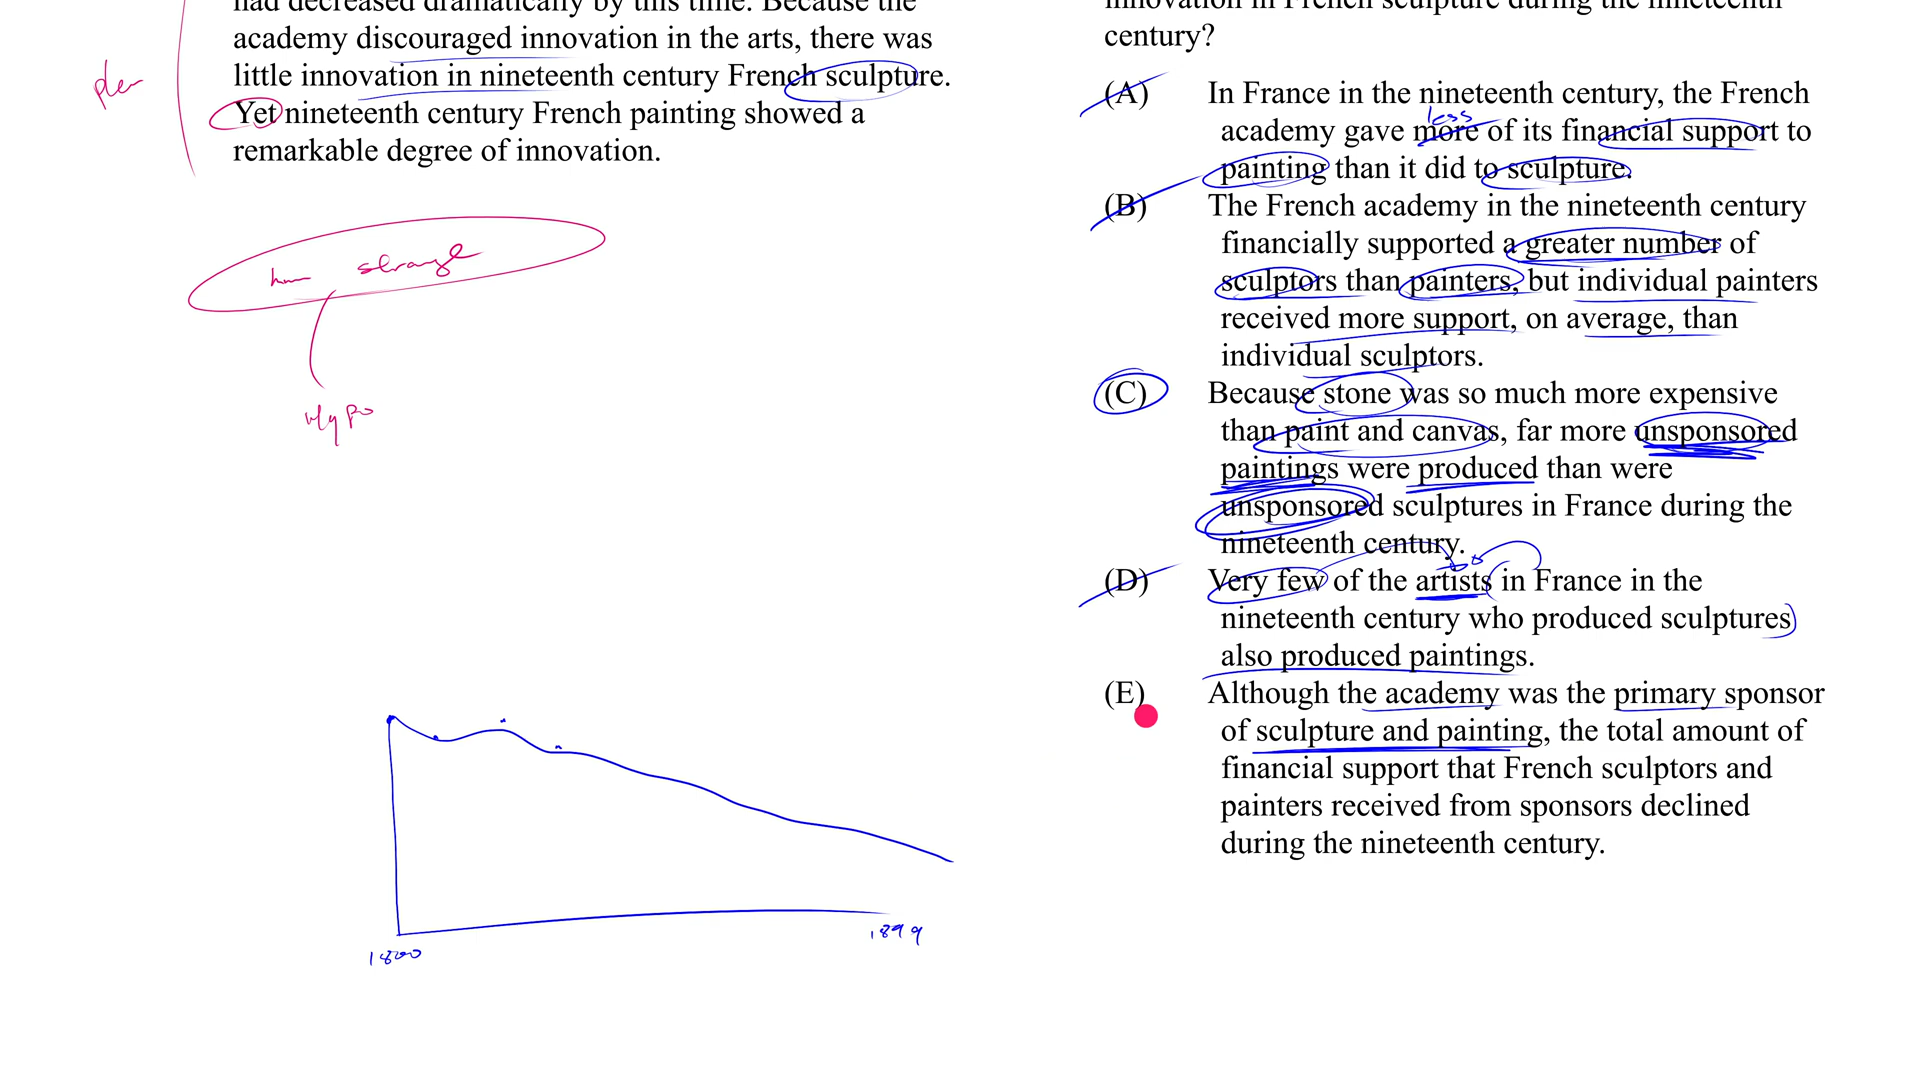 had decreased dramatically by this time. Because the
academy discouraged innovation in the arts, there was
little innovation in nineteenth century French sculpture.
Yet nineteenth century French painting showed a
remarkable degree of innovation.
strange
hypo
1800
1899
innovation in French sculpture during the nineteenth
century?
(A) In France in the nineteenth century, the French
less
academy gave more of its financial support to
painting than it did to sculpture.
(B) The French academy in the nineteenth century
financially supported a greater number of
sculptors than painters, but individual painters
received more support, on average, than
individual sculptors.
(C) Because stone was so much more expensive
than paint and canvas, far more unsponsored
paintings were produced than were
unsponsored sculptures in France during the
nineteenth century.
(D) Very few of the artists in France in the
nineteenth century who produced sculptures
also produced paintings.
(E) Although the academy was the primary sponsor
of sculpture and painting, the total amount of
financial support that French sculptors and
painters received from sponsors declined
during the nineteenth century.